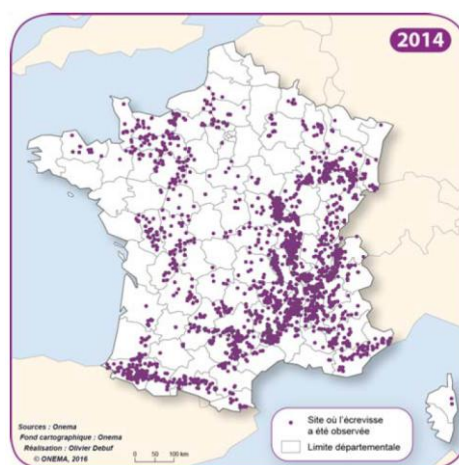 2014
Site où l'écrevisse
a été observée
Limite départementale
Sources : Onema
Fond cartographique : Onema
Réalisation : Olivier Debuf
© ONEMA, 2016
0 50 100 km